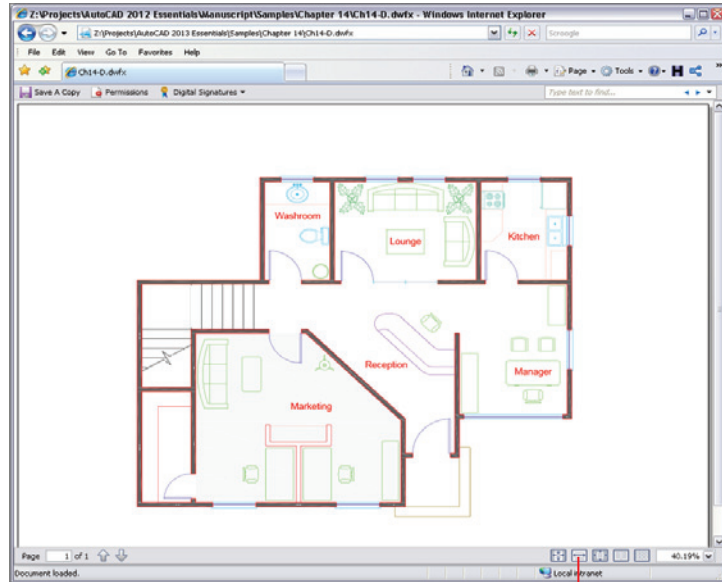 Z:\Projects\AutoCAD 2012 Essentials\Manuscript\Samples\Chapter 14\Ch14-D.dwfx - Windows Internet Explorer
Z:\Projects\AutoCAD 2013 Essentials\Samples\Chapter 14\Ch14-D.dwfx
Scroogle
File Edit View Go To Favorites Help
Ch14-D.dwfx
Page Tools
Save A Copy Permissions Digital Signatures
Type text to find...
Washroom
Lounge
Kitchen
Reception
Manager
Marketing
Page 1 of 1
40.19%
Document loaded.
Local intranet